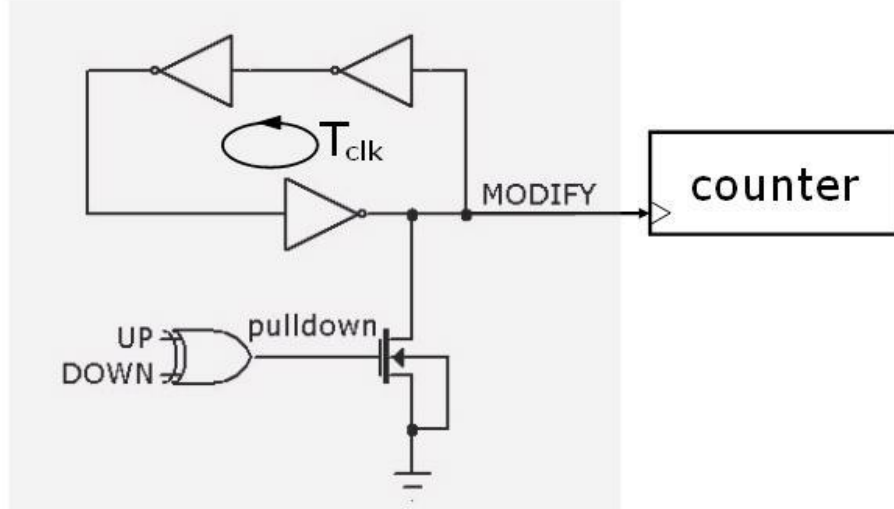 Tclk
MODIFY
counter
UP
pulldown
DOWN